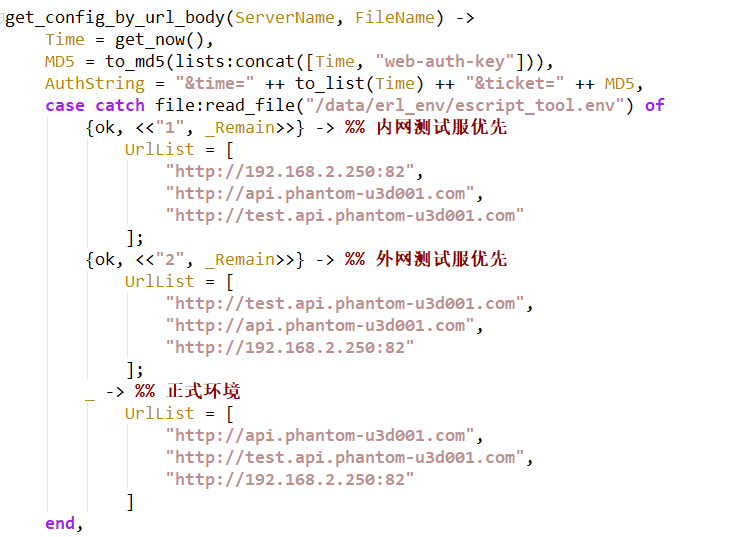 get_config_by_url_body(ServerName, FileName) ->
    Time = get_now(),
    MD5 = to_md5(lists:concat([Time, "web-auth-key"])),
    AuthString = "&time=" ++ to_list(Time) ++ "&ticket=" ++ MD5,
    case catch file:read_file("/data/erl_env/escript_tool.env") of
        {ok, <<"1", _Remain>>} -> %% 内网测试服优先
            UrlList = [
                "http://192.168.2.250:82",
                "http://api.phantom-u3d001.com",
                "http://test.api.phantom-u3d001.com"
            ];
        {ok, <<"2", _Remain>>} -> %% 外网测试服优先
            UrlList = [
                "http://test.api.phantom-u3d001.com",
                "http://api.phantom-u3d001.com",
                "http://192.168.2.250:82"
            ];
        _ -> %% 正式环境
            UrlList = [
                "http://api.phantom-u3d001.com",
                "http://test.api.phantom-u3d001.com",
                "http://192.168.2.250:82"
            ]
    end,